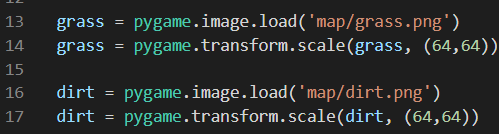 13 grass = pygame.image.load('map/grass.png')
14 grass = pygame.transform.scale(grass, (64,64))
15
16 dirt = pygame.image.load('map/dirt.png')
17 dirt = pygame.transform.scale(dirt, (64,64))